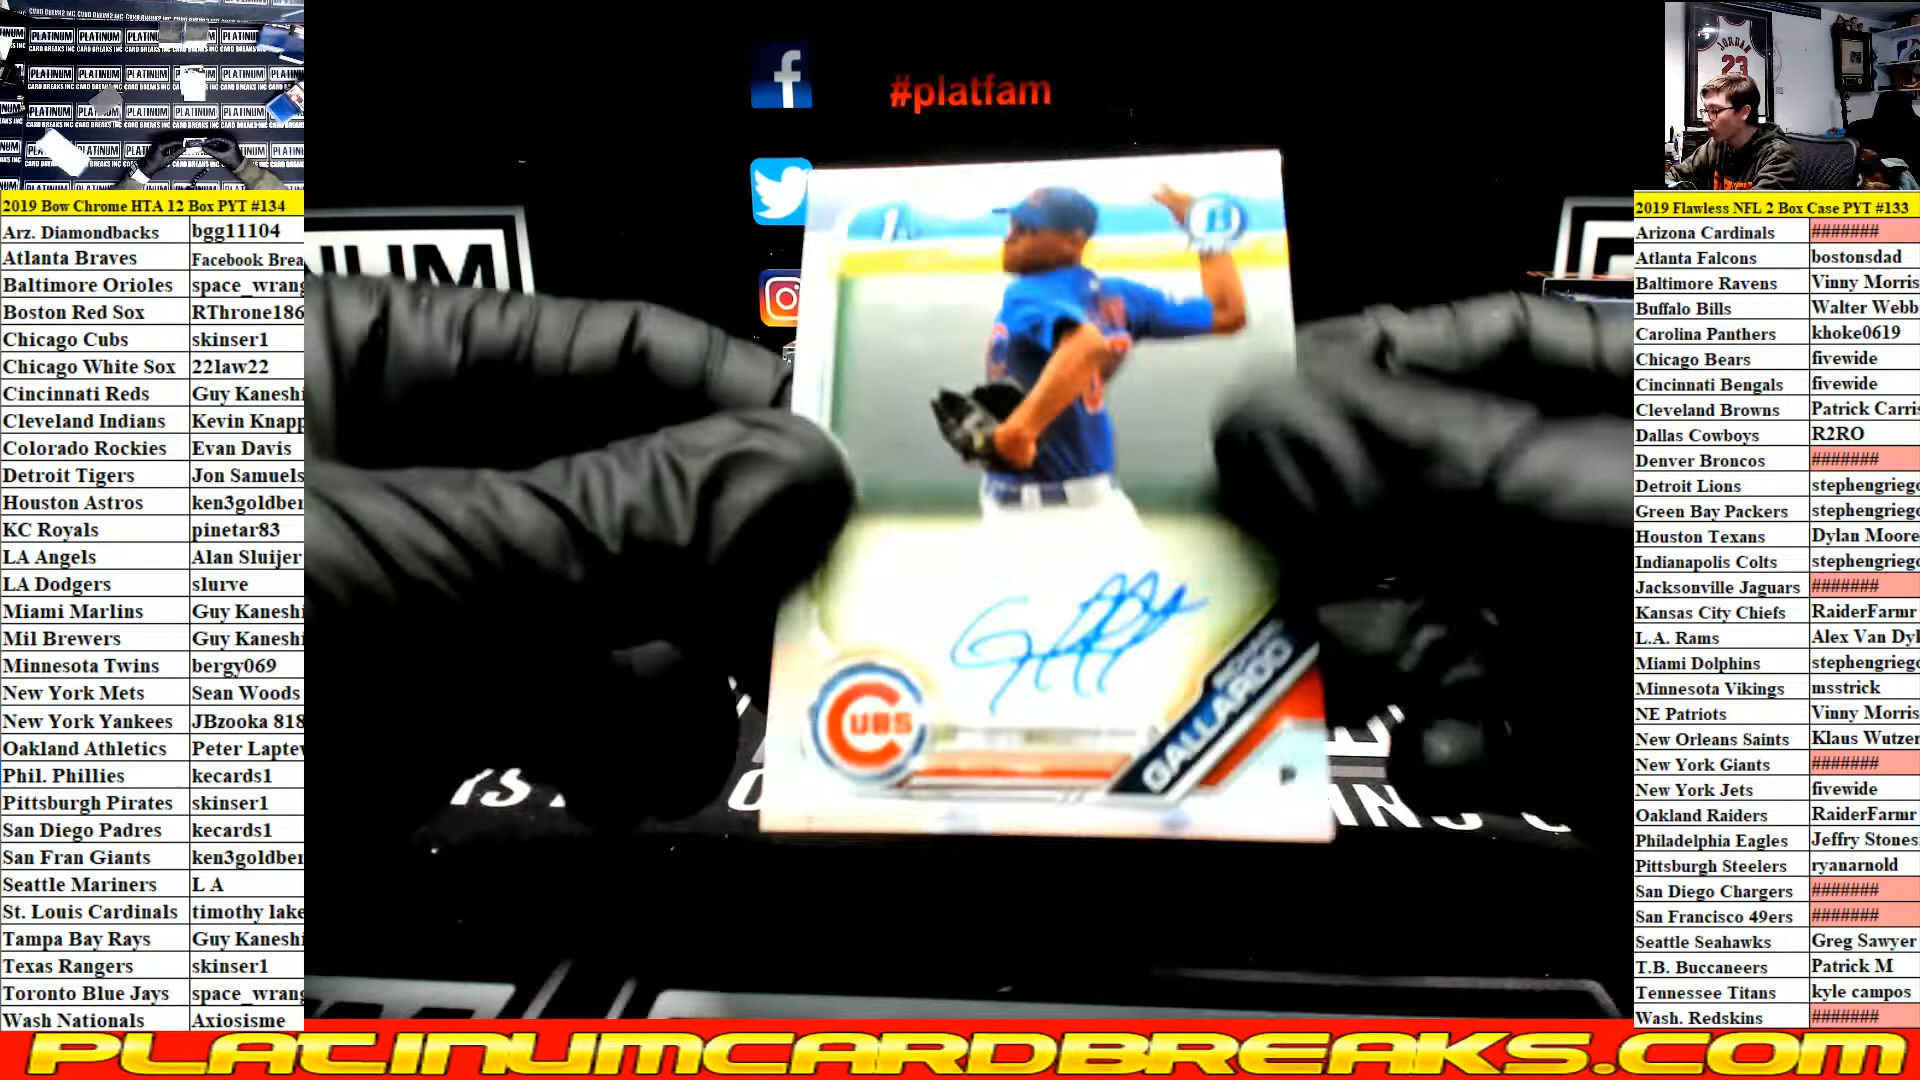 #platfam
JORDAN
23
2019 Bow Chrome HTA 12 Box PYT #134
Arz. Diamondbacks bgg11104
Atlanta Braves Facebook Brea
Baltimore Orioles space_wrang
Boston Red Sox RThrone186
Chicago Cubs skinser1
Chicago White Sox 22law22
Cincinnati Reds Guy Kaneshi
Cleveland Indians Kevin Knapp
Colorado Rockies Evan Davis
Detroit Tigers Jon Samuels
Houston Astros ken3goldber
KC Royals pinetar83
LA Angels Alan Sluijer
LA Dodgers slurve
Miami Marlins Guy Kaneshi
Mil Brewers Guy Kaneshi
Minnesota Twins bergy069
New York Mets Sean Woods
New York Yankees JBzooka 818
Oakland Athletics Peter Laptev
Phil. Phillies kecards1
Pittsburgh Pirates skinser1
San Diego Padres kecards1
San Fran Giants ken3goldber
Seattle Mariners L A
St. Louis Cardinals timothy lake
Tampa Bay Rays Guy Kaneshi
Texas Rangers skinser1
Toronto Blue Jays space_wrang
Wash Nationals Axiosisme
CUBS
GALLARDO
P
2019 Flawless NFL 2 Box Case PYT #133
Arizona Cardinals #######
Atlanta Falcons bostonsdad
Baltimore Ravens Vinny Morris
Buffalo Bills Walter Webb
Carolina Panthers khoke0619
Chicago Bears fivewide
Cincinnati Bengals fivewide
Cleveland Browns Patrick Carris
Dallas Cowboys R2RO
Denver Broncos #######
Detroit Lions stephengriego
Green Bay Packers stephengriego
Houston Texans Dylan Moore
Indianapolis Colts stephengriego
Jacksonville Jaguars #######
Kansas City Chiefs RaiderFarmr
L.A. Rams Alex Van Dyl
Miami Dolphins stephengriego
Minnesota Vikings msstrick
NE Patriots Vinny Morris
New Orleans Saints Klaus Wutzer
New York Giants #######
New York Jets fivewide
Oakland Raiders RaiderFarmr
Philadelphia Eagles Jeffry Stones
Pittsburgh Steelers ryanarnold
San Diego Chargers #######
San Francisco 49ers #######
Seattle Seahawks Greg Sawyer
T.B. Buccaneers Patrick M
Tennessee Titans kyle campos
Wash. Redskins #######
PLATINUMCARDBREAKS.COM